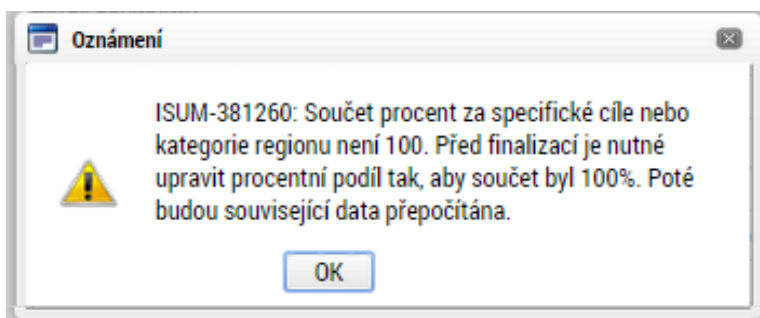 Oznámení
ISUM-381260: Součet procent za specifické cíle nebo
kategorie regionu není 100. Před finalizací je nutné
upravit procentní podíl tak, aby součet byl 100%. Poté
budou související data přepočítána.
OK